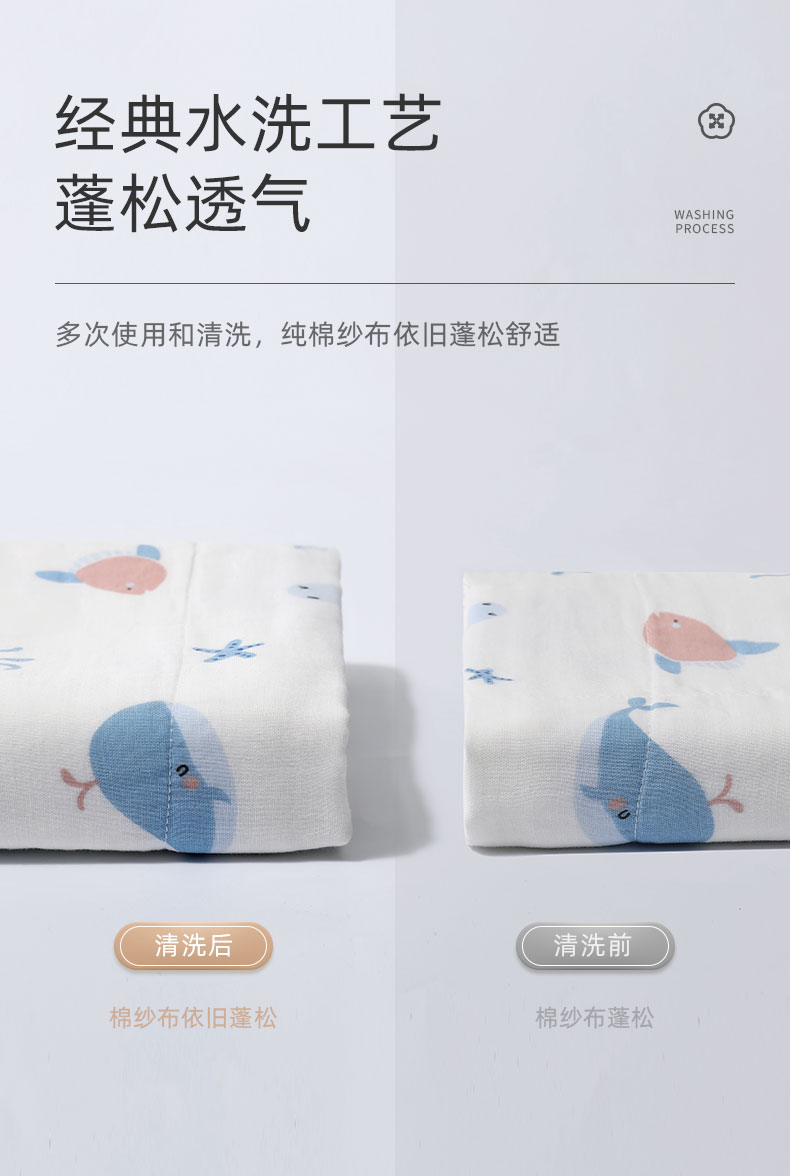 经典水洗工艺
蓬松透气
WASHING
PROCESS
多次使用和清洗，纯棉纱布依旧蓬松舒适
清洗后
清洗前
棉纱布依旧蓬松
棉纱布蓬松